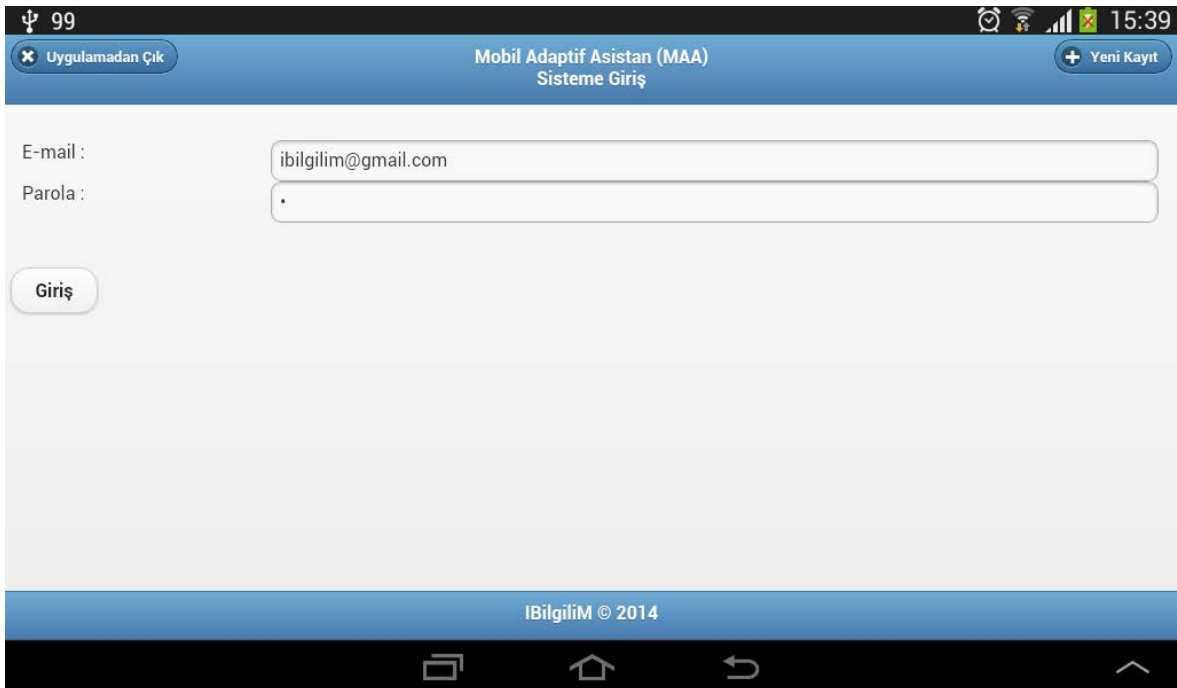 99
15:39
Uygulamadan Çık
Mobil Adaptif Asistan (MAA)
Sisteme Giriş
Yeni Kayıt
E-mail :
ibilgilim@gmail.com
Parola :
•
Giriş
IBilgiliM © 2014